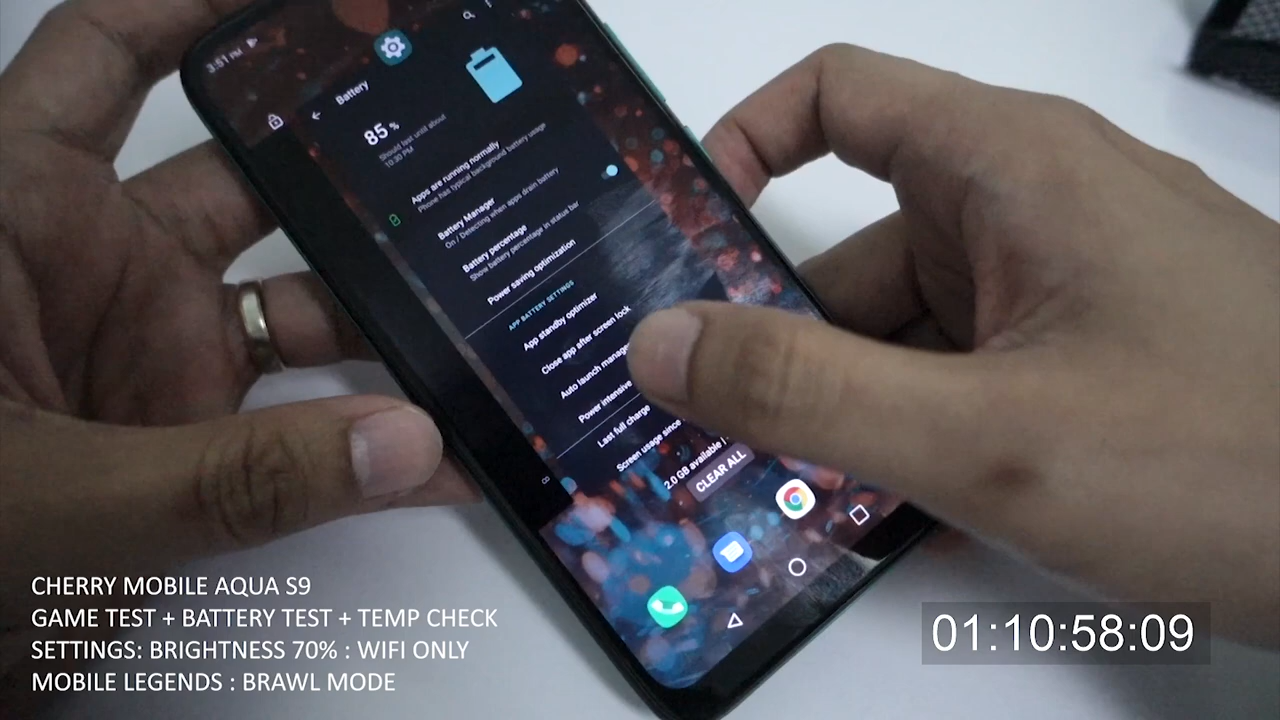 3:51 PM
Battery
85 %
Should last until about
10:30 PM
Apps are running normally
Phone has typical background battery usage
Battery Manager
On / Detecting when apps drain battery
Battery percentage
Show battery percentage in status bar
Power saving optimization
APP BATTERY SETTINGS
App standby optimizer
Close app after screen lock
Auto launch
Power intensive
Last full charge
Screen usage since
2.0 GB available |
CLEAR ALL
CHERRY MOBILE AQUA S9
GAME TEST + BATTERY TEST + TEMP CHECK
SETTINGS: BRIGHTNESS 70% : WIFI ONLY
MOBILE LEGENDS : BRAWL MODE
01:10:58:09